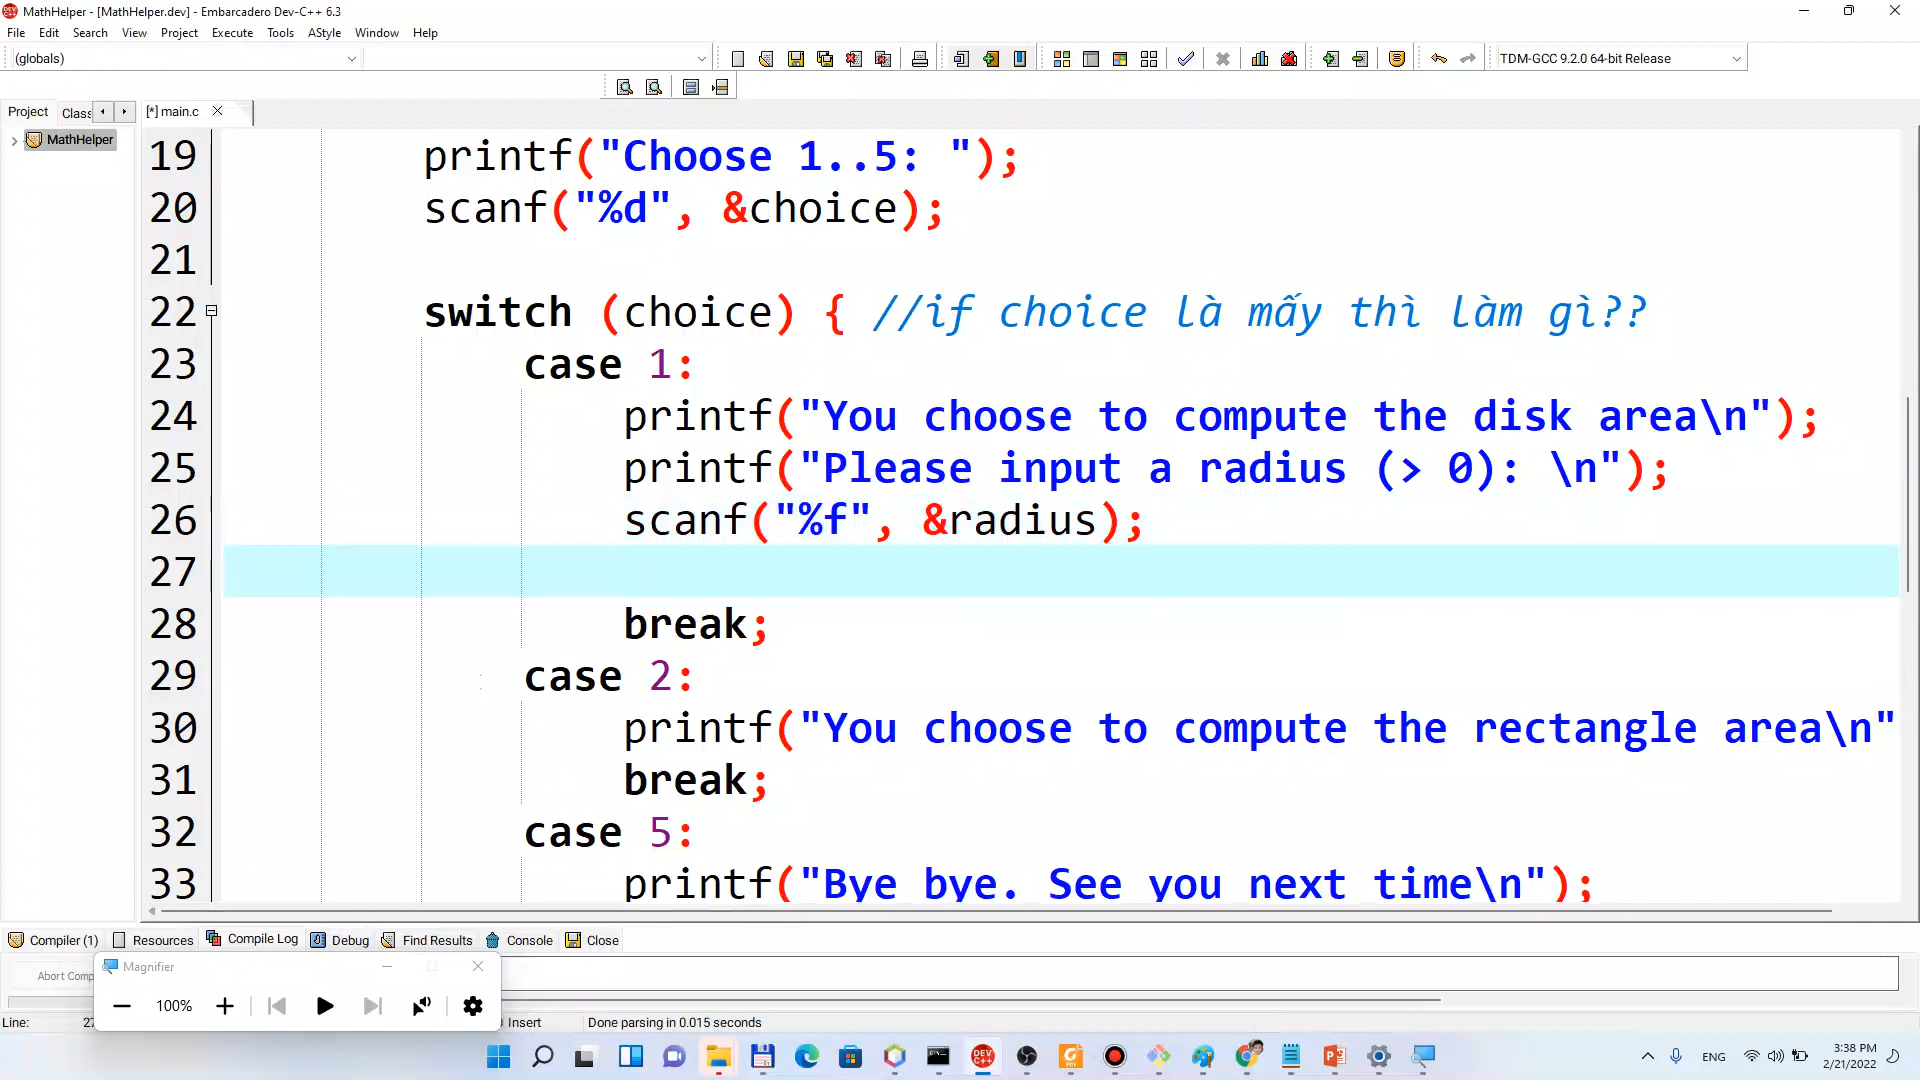 MathHelper - [MathHelper.dev] - Embarcadero Dev-C++ 6.3
File Edit Search View Project Execute Tools AStyle Window Help
(globals)
TDM-GCC 9.2.0 64-bit Release
Project Class
[*] main.c
MathHelper
19 printf("Choose 1..5: ");
20 scanf("%d", &choice);
21
22 switch (choice) { //if choice là mấy thì làm gì??
23 case 1:
24 printf("You choose to compute the disk area\n");
25 printf("Please input a radius (> 0): \n");
26 scanf("%f", &radius);
27
28 break;
29 case 2:
30 printf("You choose to compute the rectangle area\n"
31 break;
32 case 5:
33 printf("Bye bye. See you next time\n");
Compiler (1) Resources Compile Log Debug Find Results Console Close
Abort Comp
Magnifier
100%
Line: 27 Insert Done parsing in 0.015 seconds
DEV C++
ENG
3:38 PM
2/21/2022